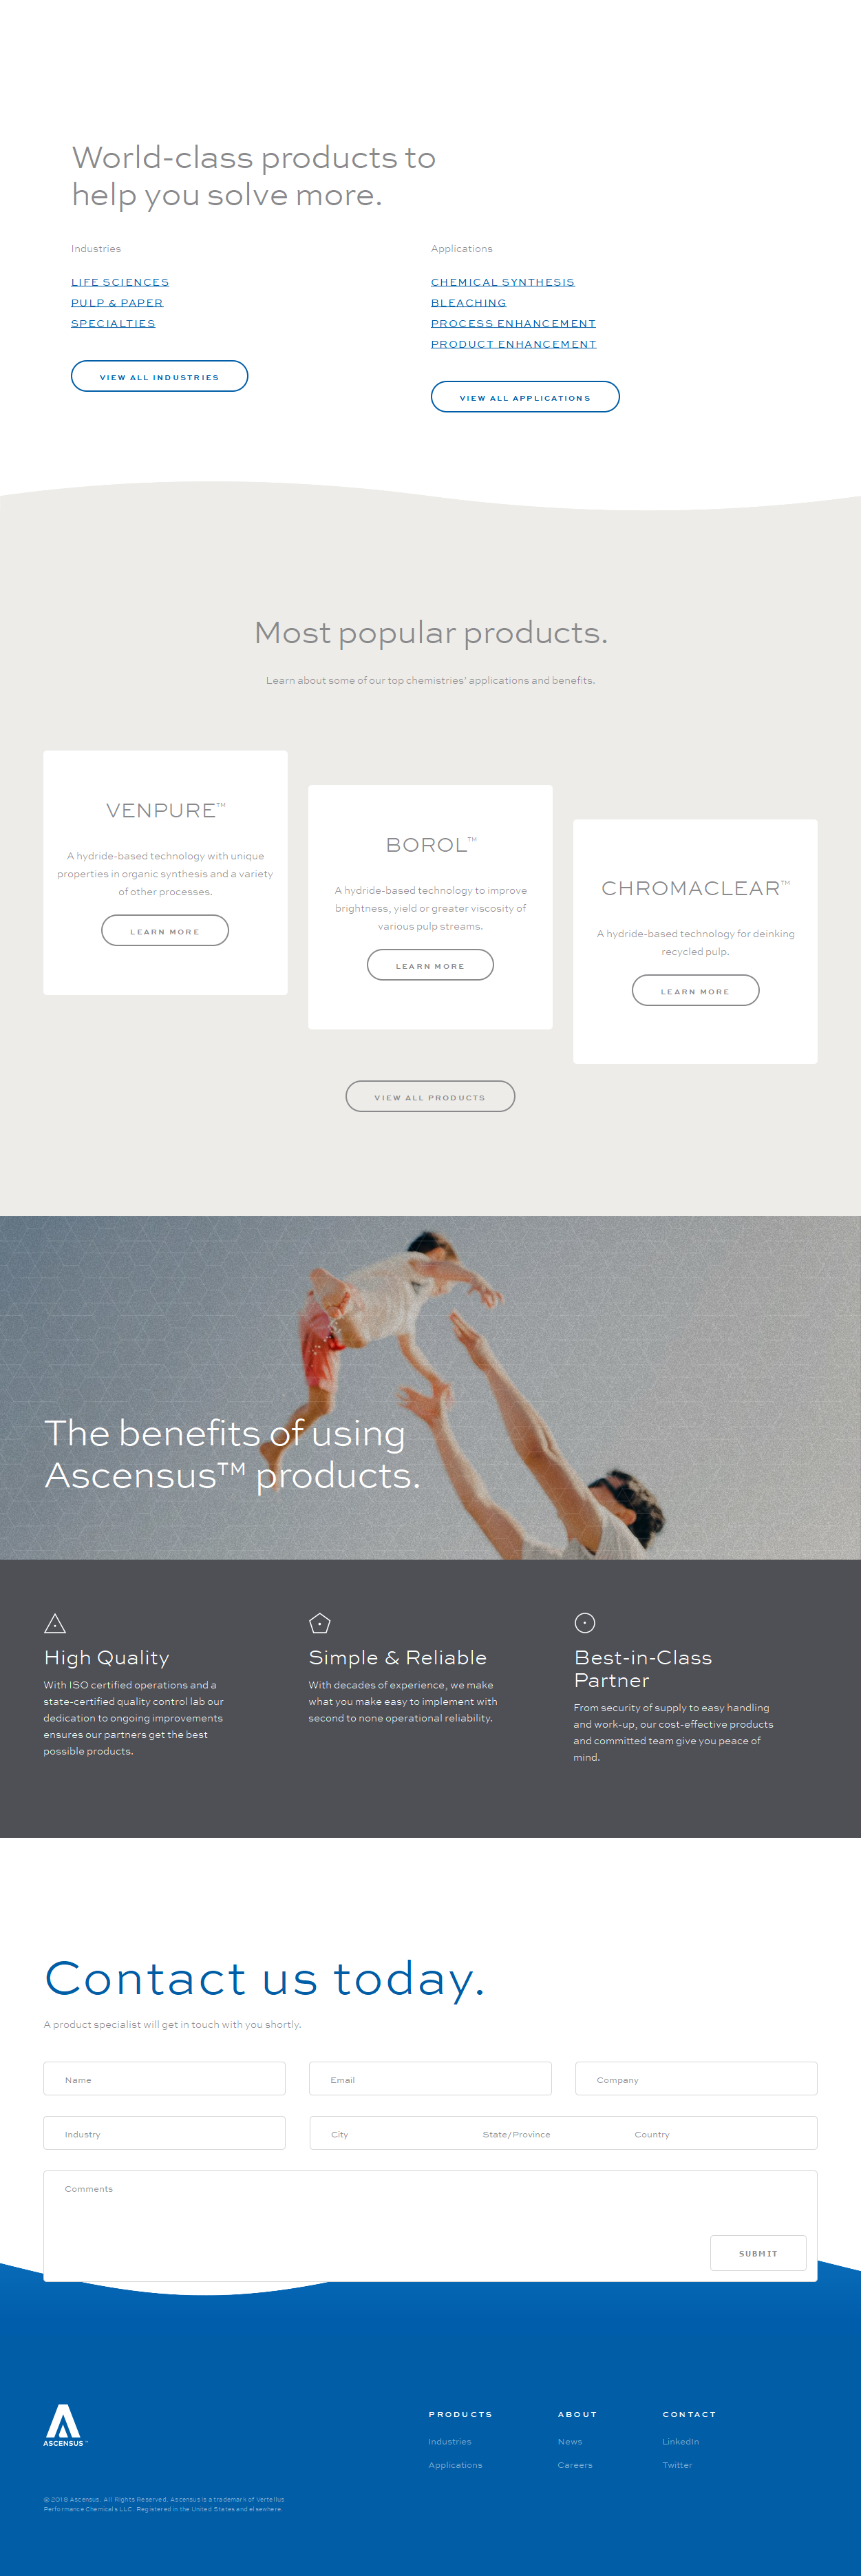 World-class products to
help you solve more.
Industries
LIFE SCIENCES
PULP & PAPER
SPECIALTIES
VIEW ALL INDUSTRIES
Applications
CHEMICAL SYNTHESIS
BLEACHING
PROCESS ENHANCEMENT
PRODUCT ENHANCEMENT
VIEW ALL APPLICATIONS
Most popular products.
Learn about some of our top chemistries' applications and benefits.
VENPURE™
A hydride-based technology with unique
properties in organic synthesis and a variety
of other processes.
LEARN MORE
BOROL™
A hydride-based technology to improve
brightness, yield or greater viscosity of
various pulp streams.
LEARN MORE
CHROMACLEAR™
A hydride-based technology for deinking
recycled pulp.
LEARN MORE
VIEW ALL PRODUCTS
The benefits of using
Ascensus™ products.
High Quality
With ISO certified operations and a
state-certified quality control lab our
dedication to ongoing improvements
ensures our partners get the best
possible products.
Simple & Reliable
With decades of experience, we make
what you make easy to implement with
second to none operational reliability.
Best-in-Class
Partner
From security of supply to easy handling
and work-up, our cost-effective products
and committed team give you peace of
mind.
Contact us today.
A product specialist will get in touch with you shortly.
Name
Email
Company
Industry
City
State/Province
Country
Comments
SUBMIT
ASCENSUS™
PRODUCTS
Industries
Applications
ABOUT
News
Careers
CONTACT
LinkedIn
Twitter
© 2018 Ascensus. All Rights Reserved. Ascensus is a trademark of Vertellus
Performance Chemicals LLC. Registered in the United States and elsewhere.